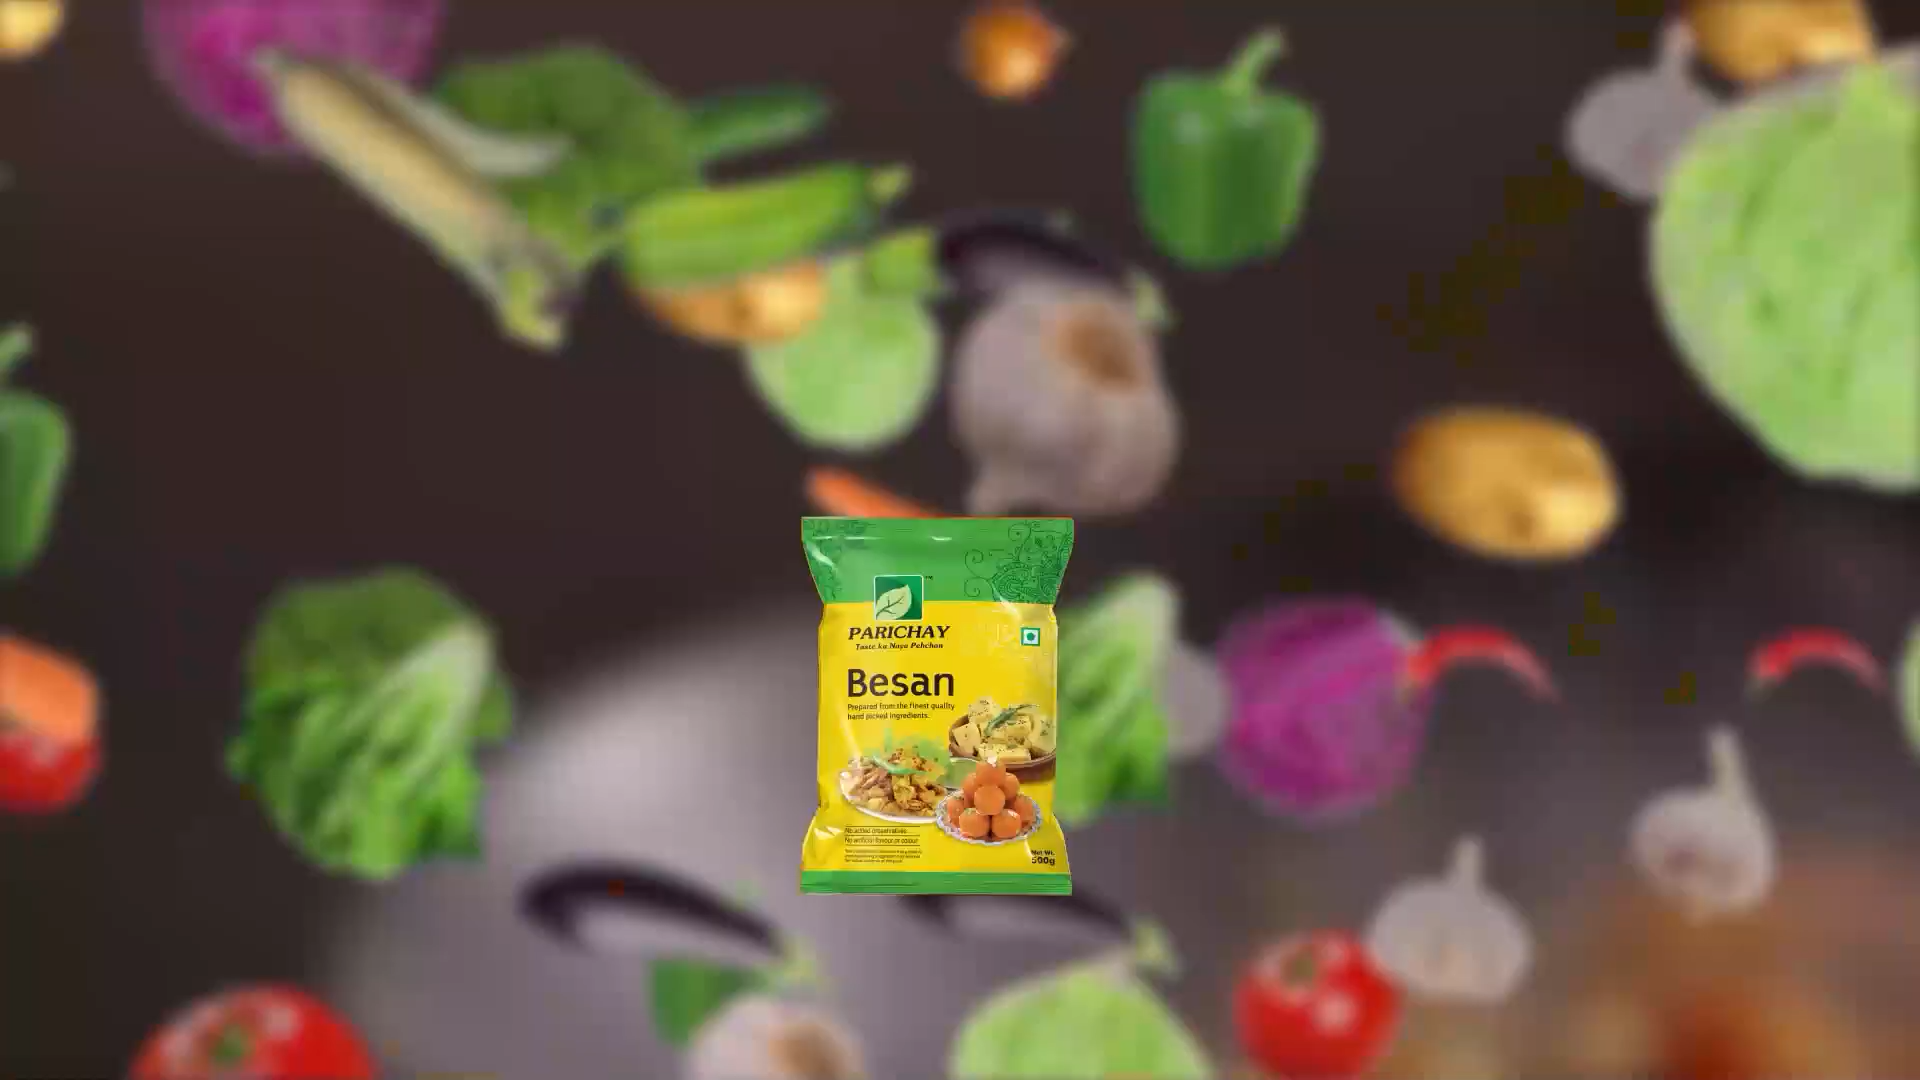 TM
PARICHAY
Taste ka Naya Pehchan
Besan
Prepared from the finest quality
hand picked ingredients.
No added preservatives
No artificial flavour or colour
Net Wt.
500g